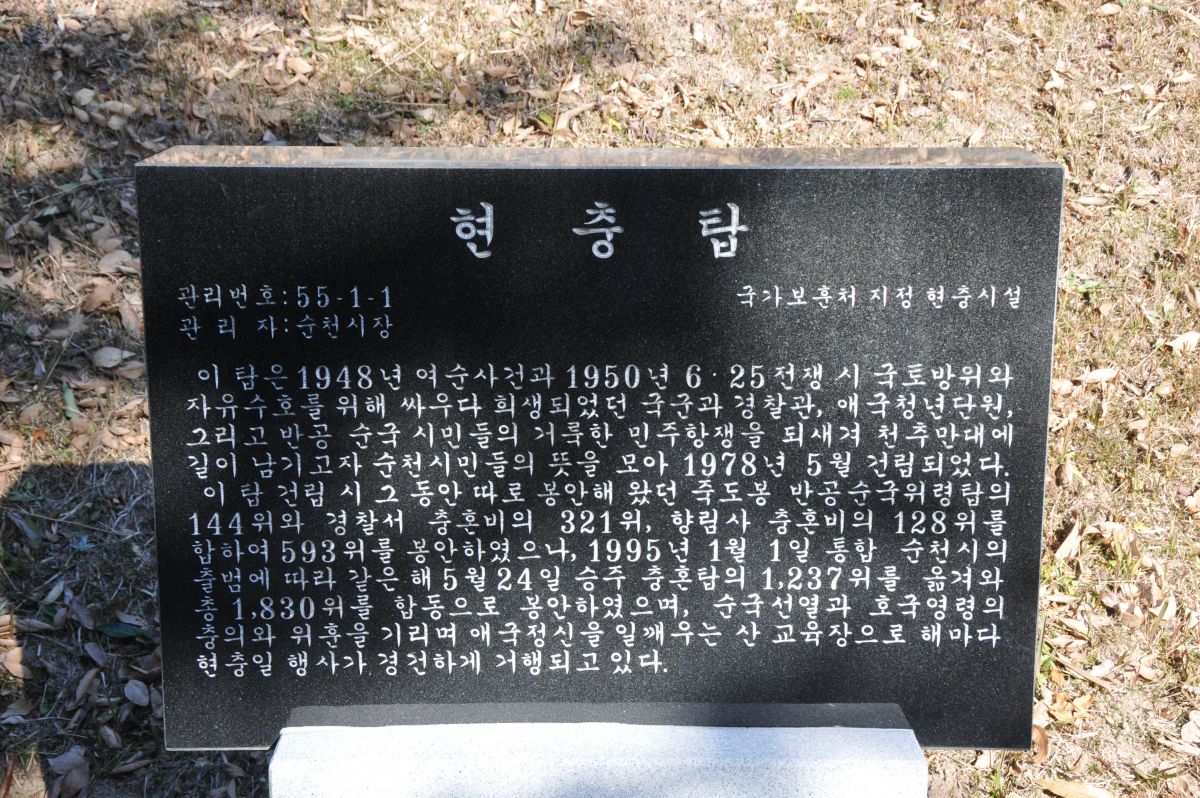 현 충 탑
관리번호:55-1-1
국가보훈처 지정 현충시설
관 리 자:순천시장
이 탑은 1948년 여순사건과 1950년 6·25전쟁 시 국토방위와
자유수호를 위해 싸우다 희생되었던 국군과 경찰관, 애국청년단원,
그리고 반공 순국 시민들의 거룩한 민주항쟁을 되새겨 천추만대에
길이 남기고자 순천시민들의 뜻을 모아 1978년 5월 건립되었다.
이 탑 건립 시 그 동안 따로 봉안해 왔던 죽도봉 반공순국위령탑의
144위와 경찰서 충혼비의 321위, 향림사 충혼비의 128위를
합하여 593위를 봉안하였으나, 1995년 1월 1일 통합 순천시의
출범에 따라 같은 해 5월 24일 승주 충혼탑의 1,237위를 옮겨와
총 1,830위를 합동으로 봉안하였으며, 순국선열과 호국영령의
충의와 위훈을 기리며 애국정신을 일깨우는 산 교육장으로 해마다
현충일 행사가 경건하게 거행되고 있다.